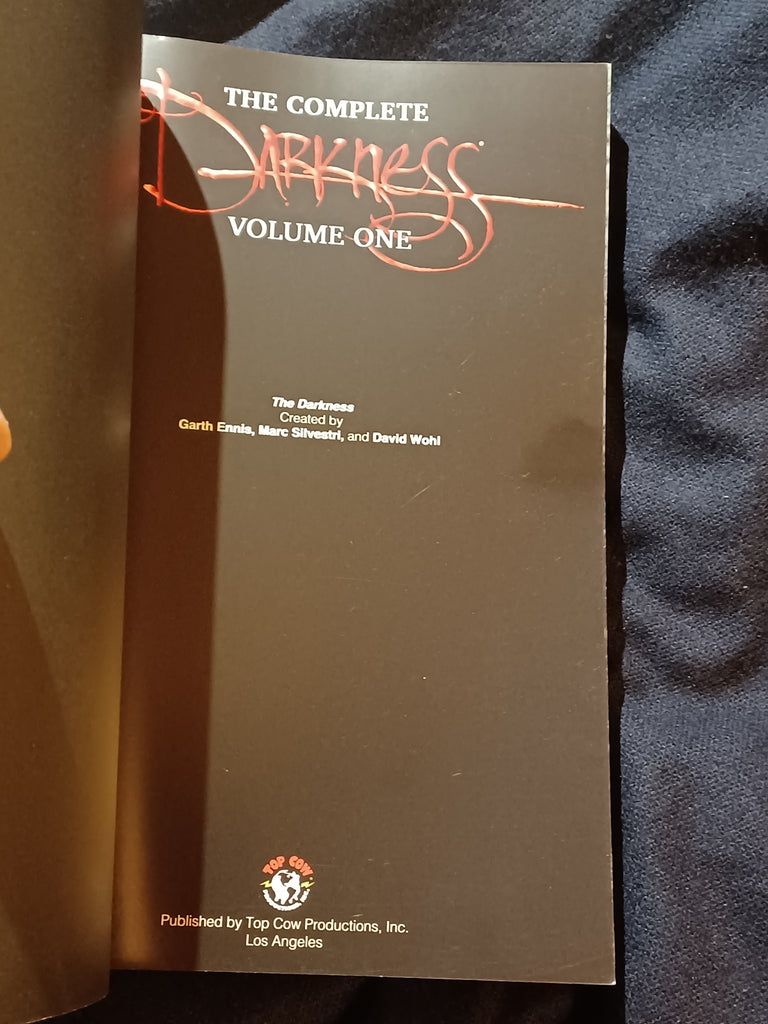 THE COMPLETE
DARKNESS
VOLUME ONE
The Darkness
Created by
Garth Ennis, Marc Silvestri, and David Wohl
TOP COW
Published by Top Cow Productions, Inc.
Los Angeles